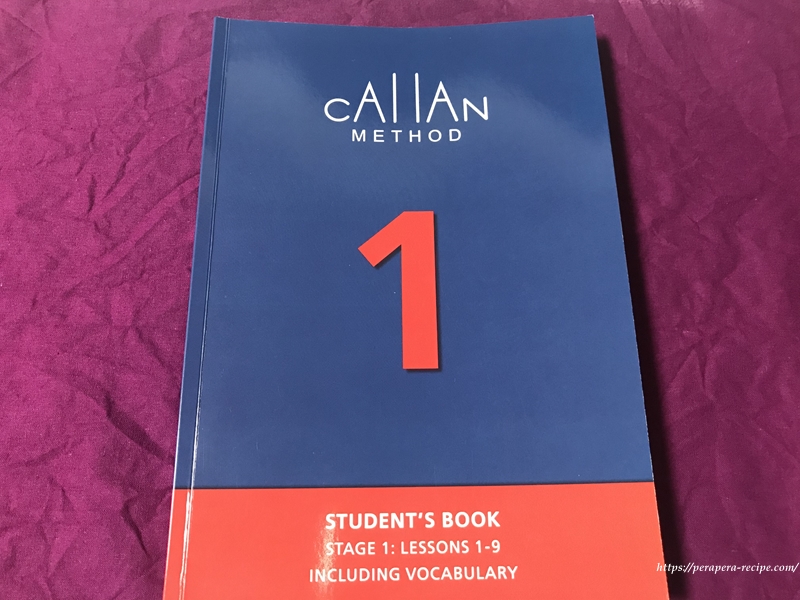 CALLAN
METHOD
1
STUDENT'S BOOK
STAGE 1: LESSONS 1-9
INCLUDING VOCABULARY
https://perapera-recipe.com/